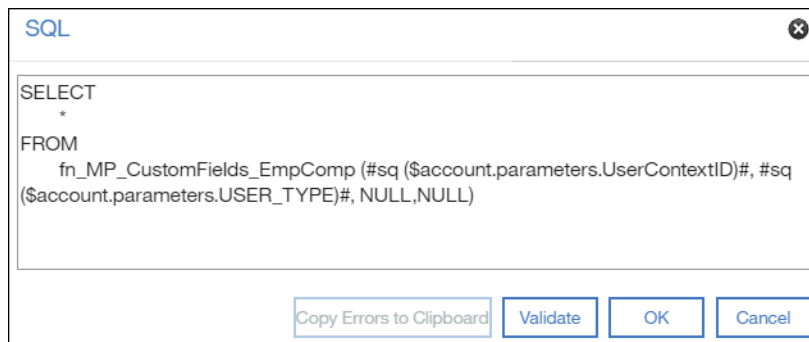 SQL
SELECT
*
FROM
fn_MP_CustomFields_EmpComp (#sq ($account.parameters.UserContextID)#, #sq
($account.parameters.USER_TYPE)#, NULL,NULL)
Copy Errors to Clipboard Validate OK Cancel